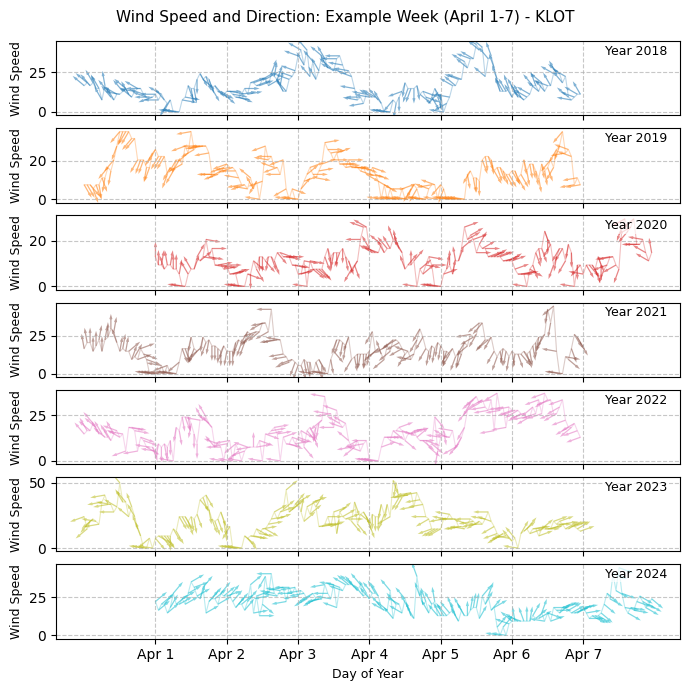 Wind Speed and Direction: Example Week (April 1-7) - KLOT
Wind Speed
25
0
Year 2018
Wind Speed
20
0
Year 2019
Wind Speed
20
0
Year 2020
Wind Speed
25
0
Year 2021
Wind Speed
25
0
Year 2022
Wind Speed
50
0
Year 2023
Wind Speed
25
0
Year 2024
Apr 1 Apr 2 Apr 3 Apr 4 Apr 5 Apr 6 Apr 7
Day of Year